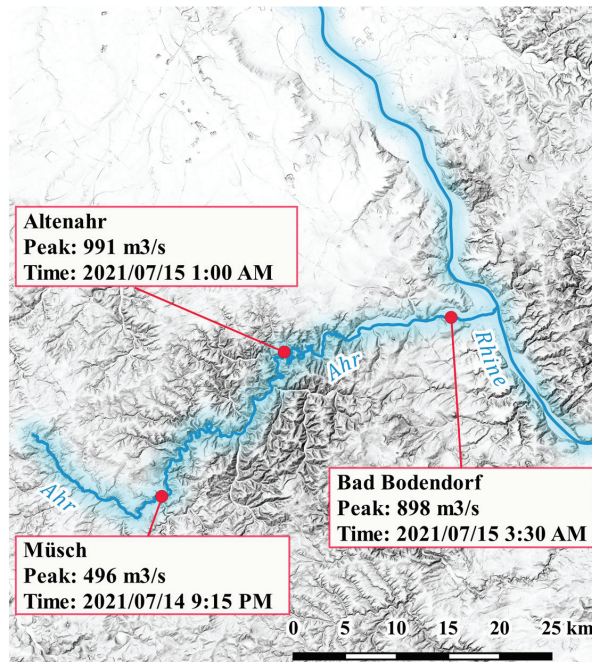 Altenahr
Peak: 991 m3/s
Time: 2021/07/15 1:00 AM
Ahr
Rhine
Bad Bodendorf
Peak: 898 m3/s
Time: 2021/07/15 3:30 AM
Ahr
Müsch
Peak: 496 m3/s
Time: 2021/07/14 9:15 PM
0 5 10 15 20 25 km